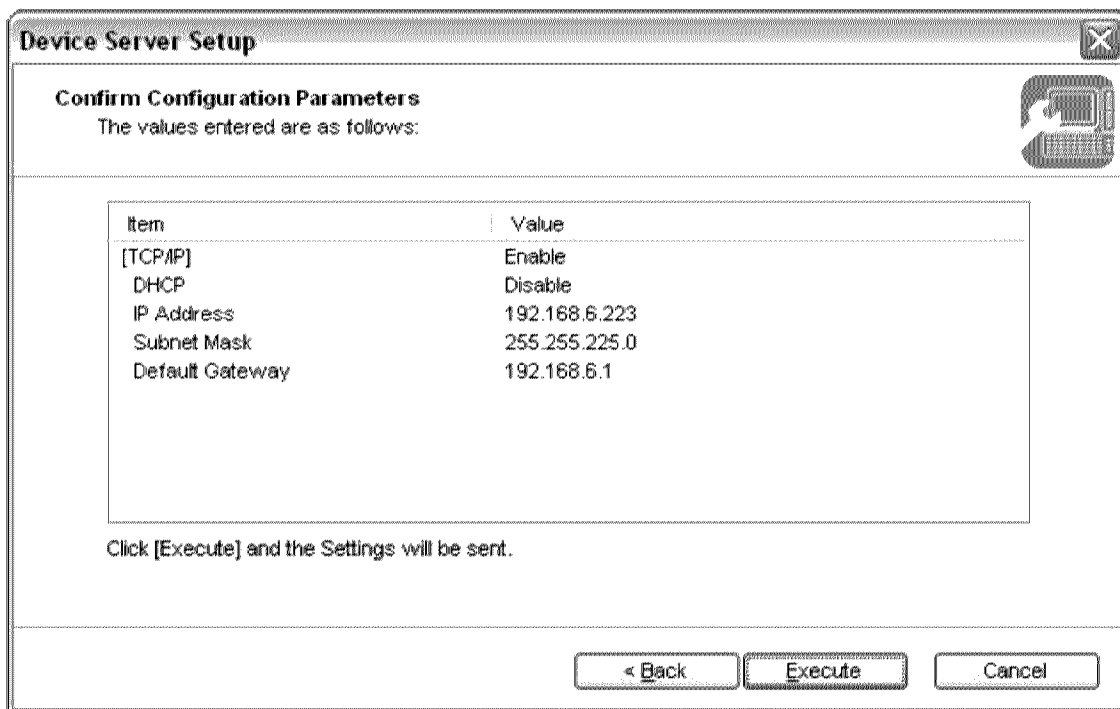 Device Server Setup
Confirm Configuration Parameters
The values entered are as follows:
Item Value
[TCP/IP] Enable
DHCP Disable
IP Address 192.168.6.223
Subnet Mask 255.255.225.0
Default Gateway 192.168.6.1
Click [Execute] and the Settings will be sent.
< Back Execute Cancel